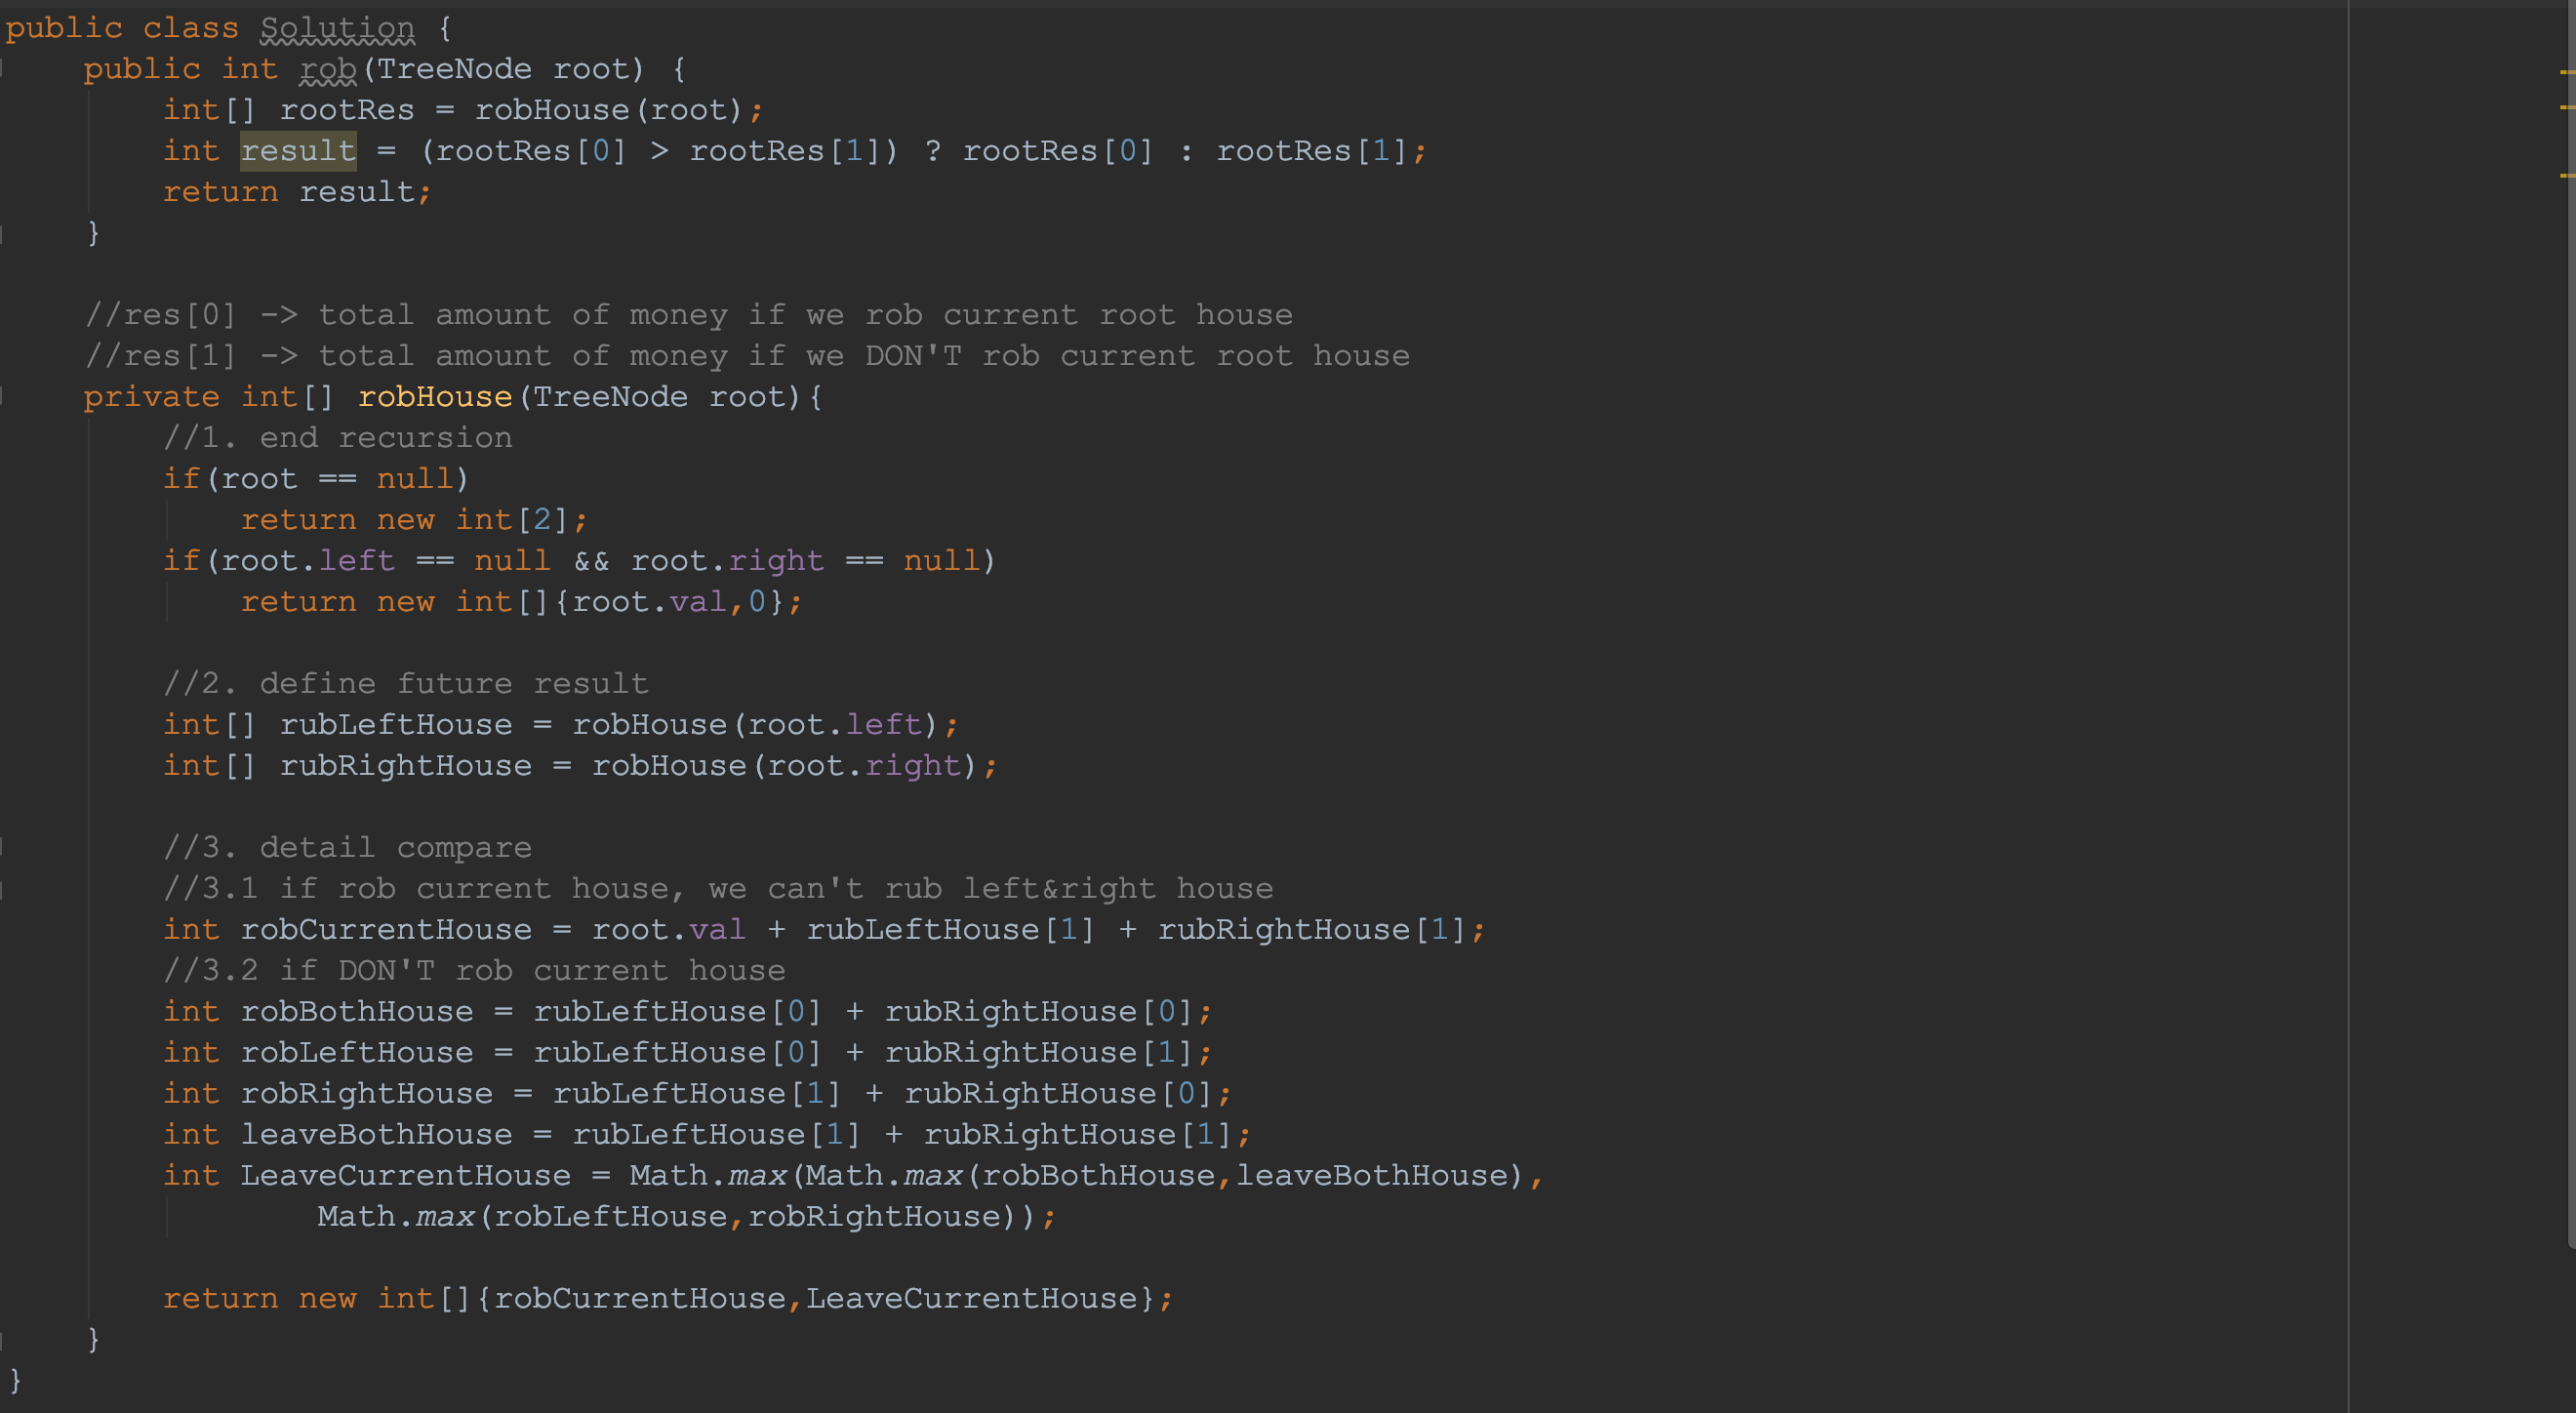 public class Solution {
    public int rob(TreeNode root) {
        int[] rootRes = robHouse(root);
        int result = (rootRes[0] > rootRes[1]) ? rootRes[0] : rootRes[1];
        return result;
    }
    //res[0] -> total amount of money if we rob current root house
    //res[1] -> total amount of money if we DON'T rob current root house
    private int[] robHouse(TreeNode root){
        //1. end recursion
        if(root == null)
            return new int[2];
        if(root.left == null && root.right == null)
            return new int[]{root.val,0};
        //2. define future result
        int[] rubLeftHouse = robHouse(root.left);
        int[] rubRightHouse = robHouse(root.right);
        //3. detail compare
        //3.1 if rob current house, we can't rub left&right house
        int robCurrentHouse = root.val + rubLeftHouse[1] + rubRightHouse[1];
        //3.2 if DON'T rob current house
        int robBothHouse = rubLeftHouse[0] + rubRightHouse[0];
        int robLeftHouse = rubLeftHouse[0] + rubRightHouse[1];
        int robRightHouse = rubLeftHouse[1] + rubRightHouse[0];
        int leaveBothHouse = rubLeftHouse[1] + rubRightHouse[1];
        int LeaveCurrentHouse = Math.max(Math.max(robBothHouse,leaveBothHouse),
                Math.max(robLeftHouse,robRightHouse));
        return new int[]{robCurrentHouse,LeaveCurrentHouse};
    }
}